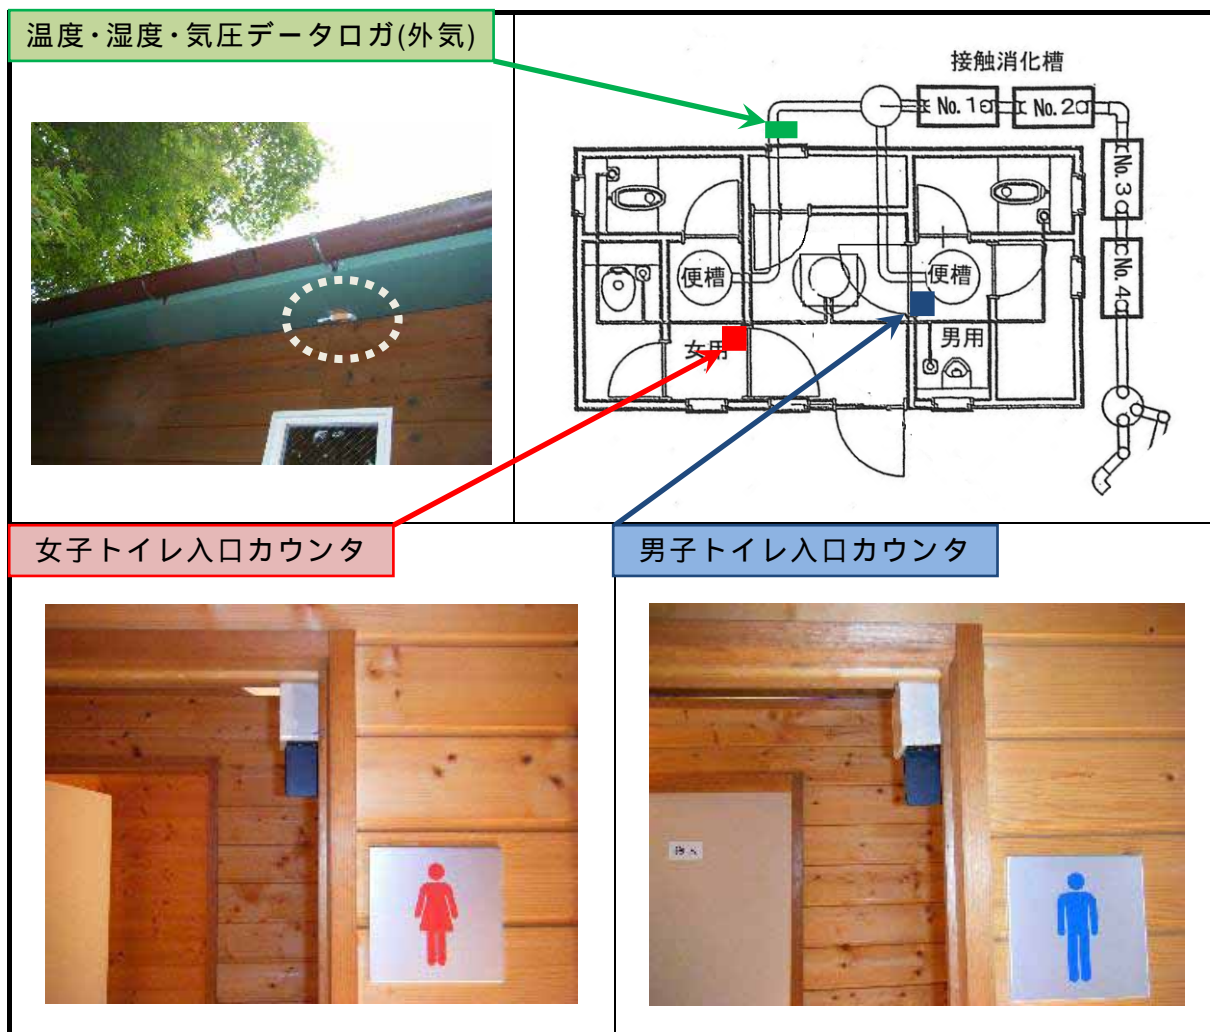 温度・湿度・気圧データロガ(外気)
接触消化槽
No.1
No.2
No.3
No.4
便槽
便槽
女用
男用
女子トイレ入口カウンタ
男子トイレ入口カウンタ